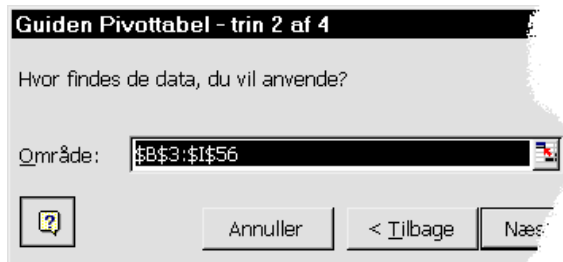 Guiden Pivottabel - trin 2 af 4
Hvor findes de data, du vil anvende?
Område: $B$3:$I$56
Annuller < Tilbage